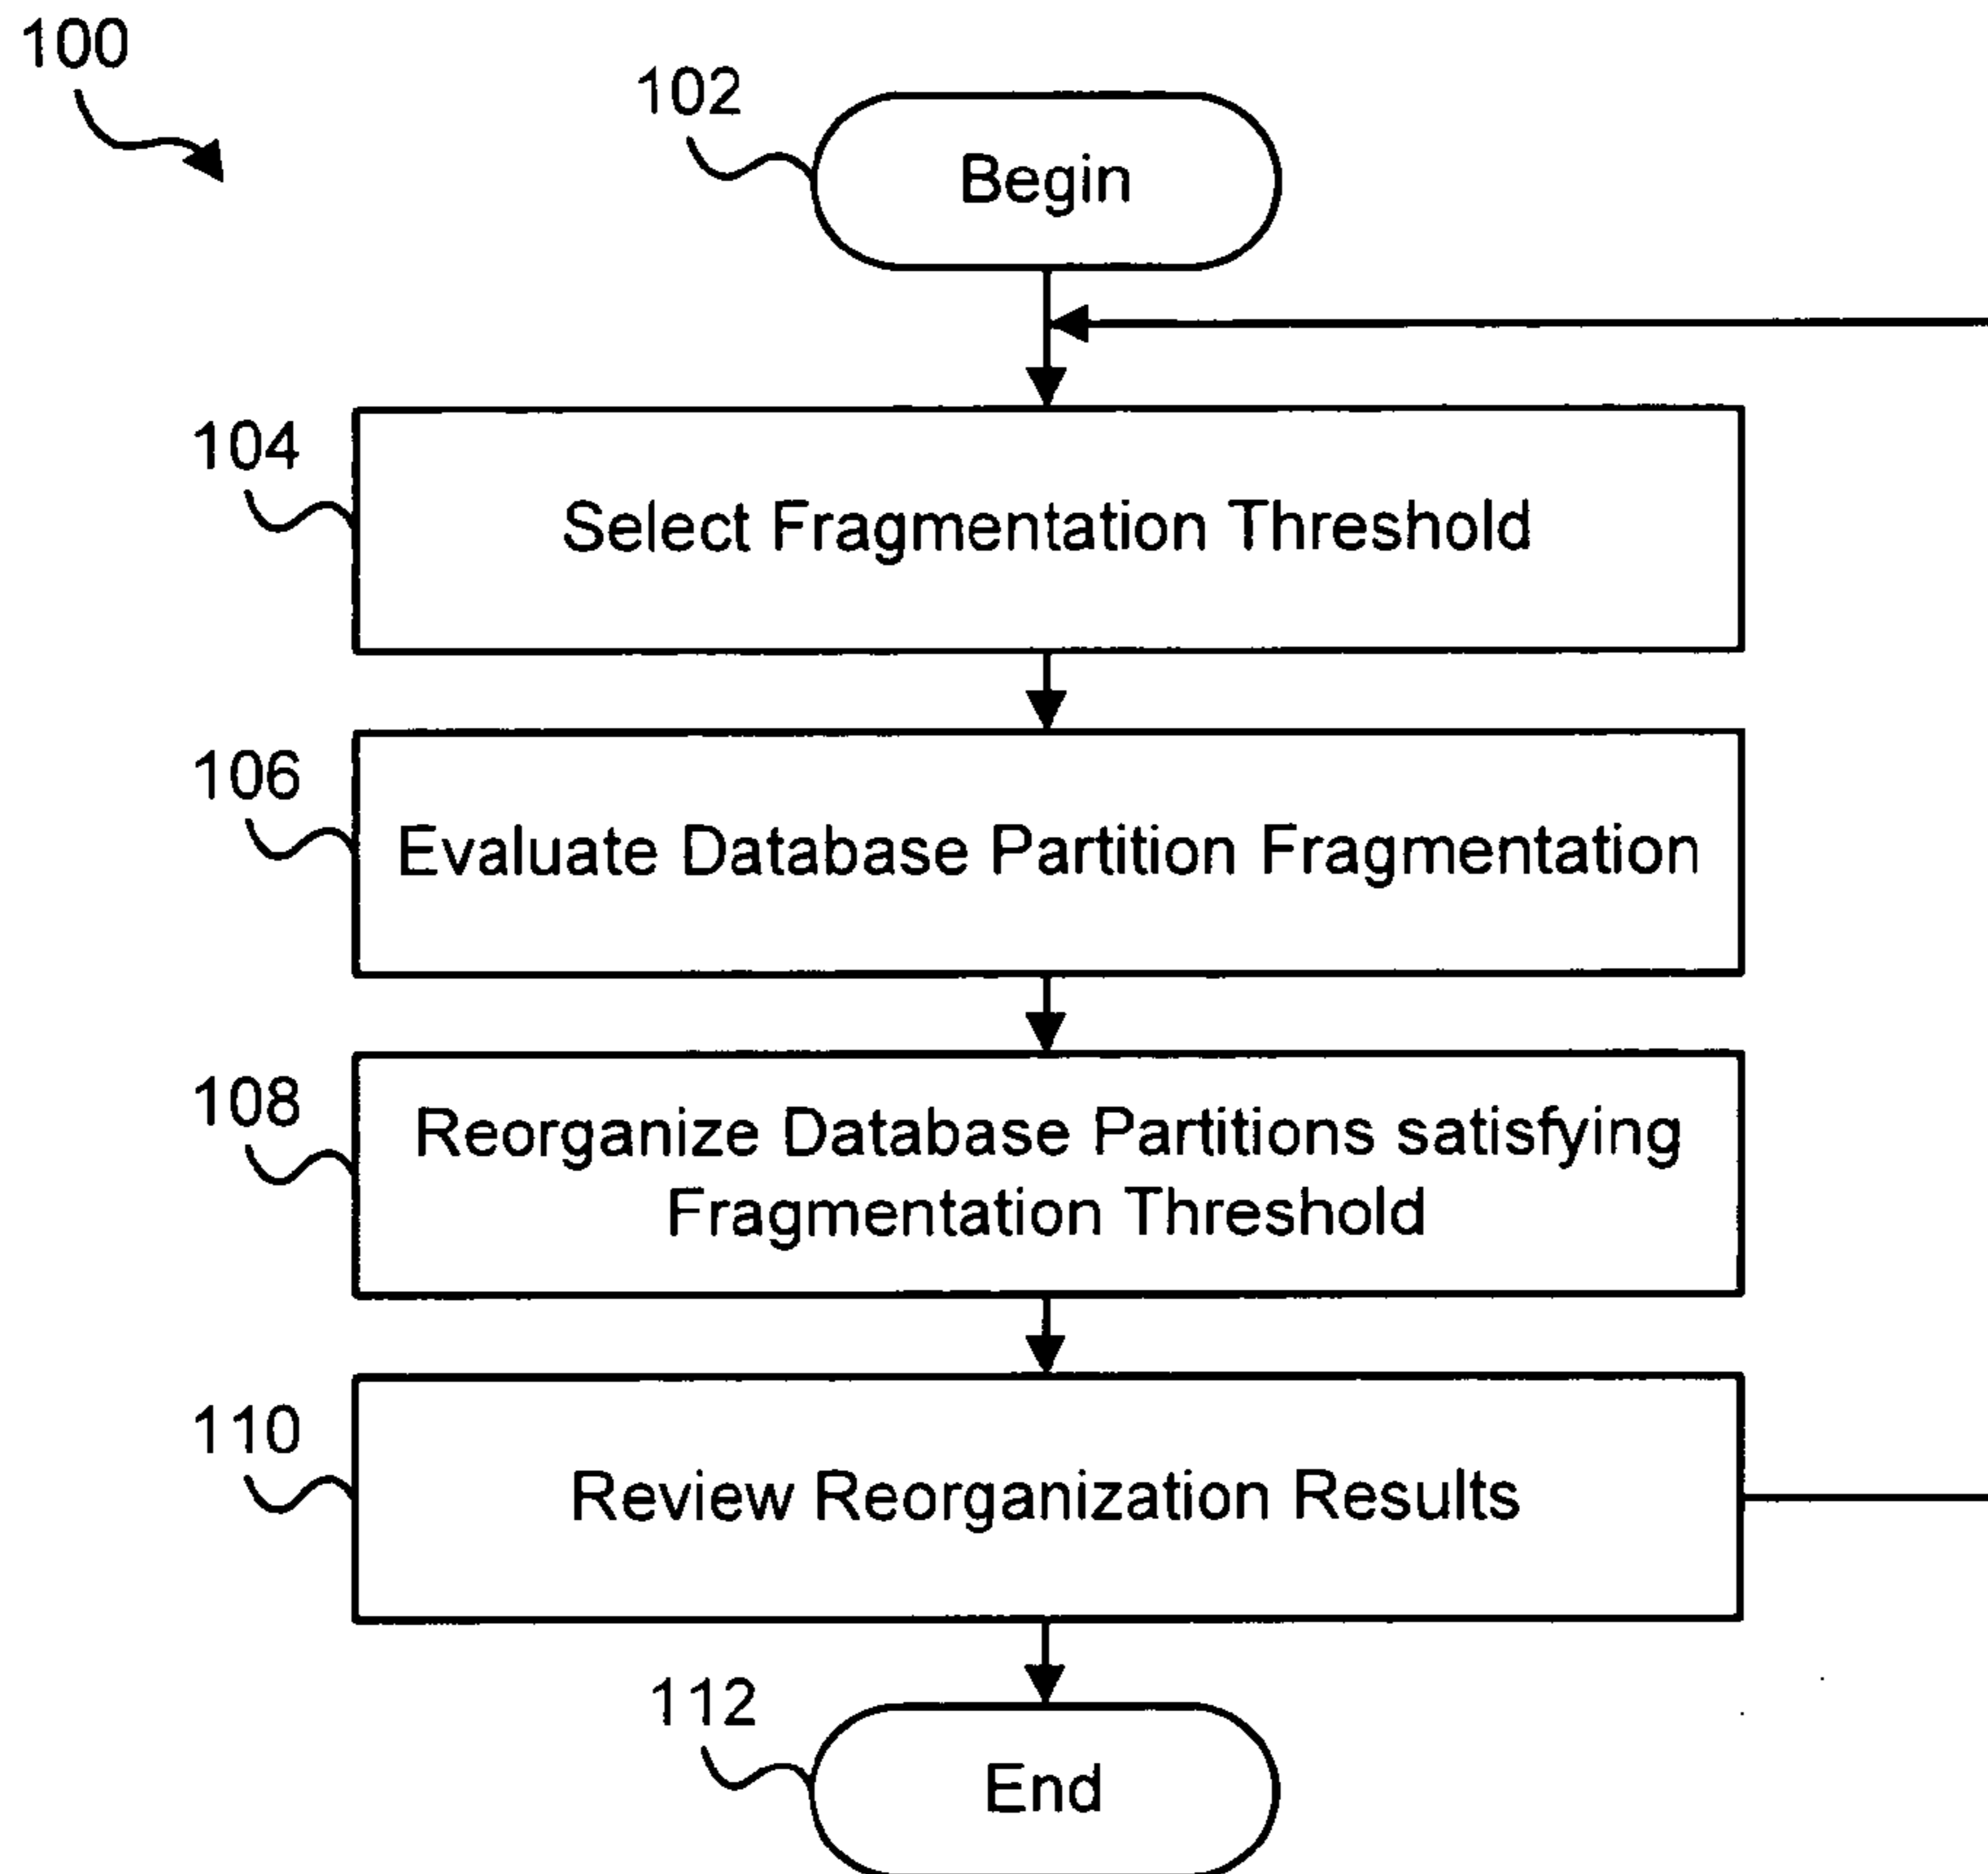 100
102
Begin
104
Select Fragmentation Threshold
106
Evaluate Database Partition Fragmentation
108
Reorganize Database Partitions satisfying
Fragmentation Threshold
110
Review Reorganization Results
112
End